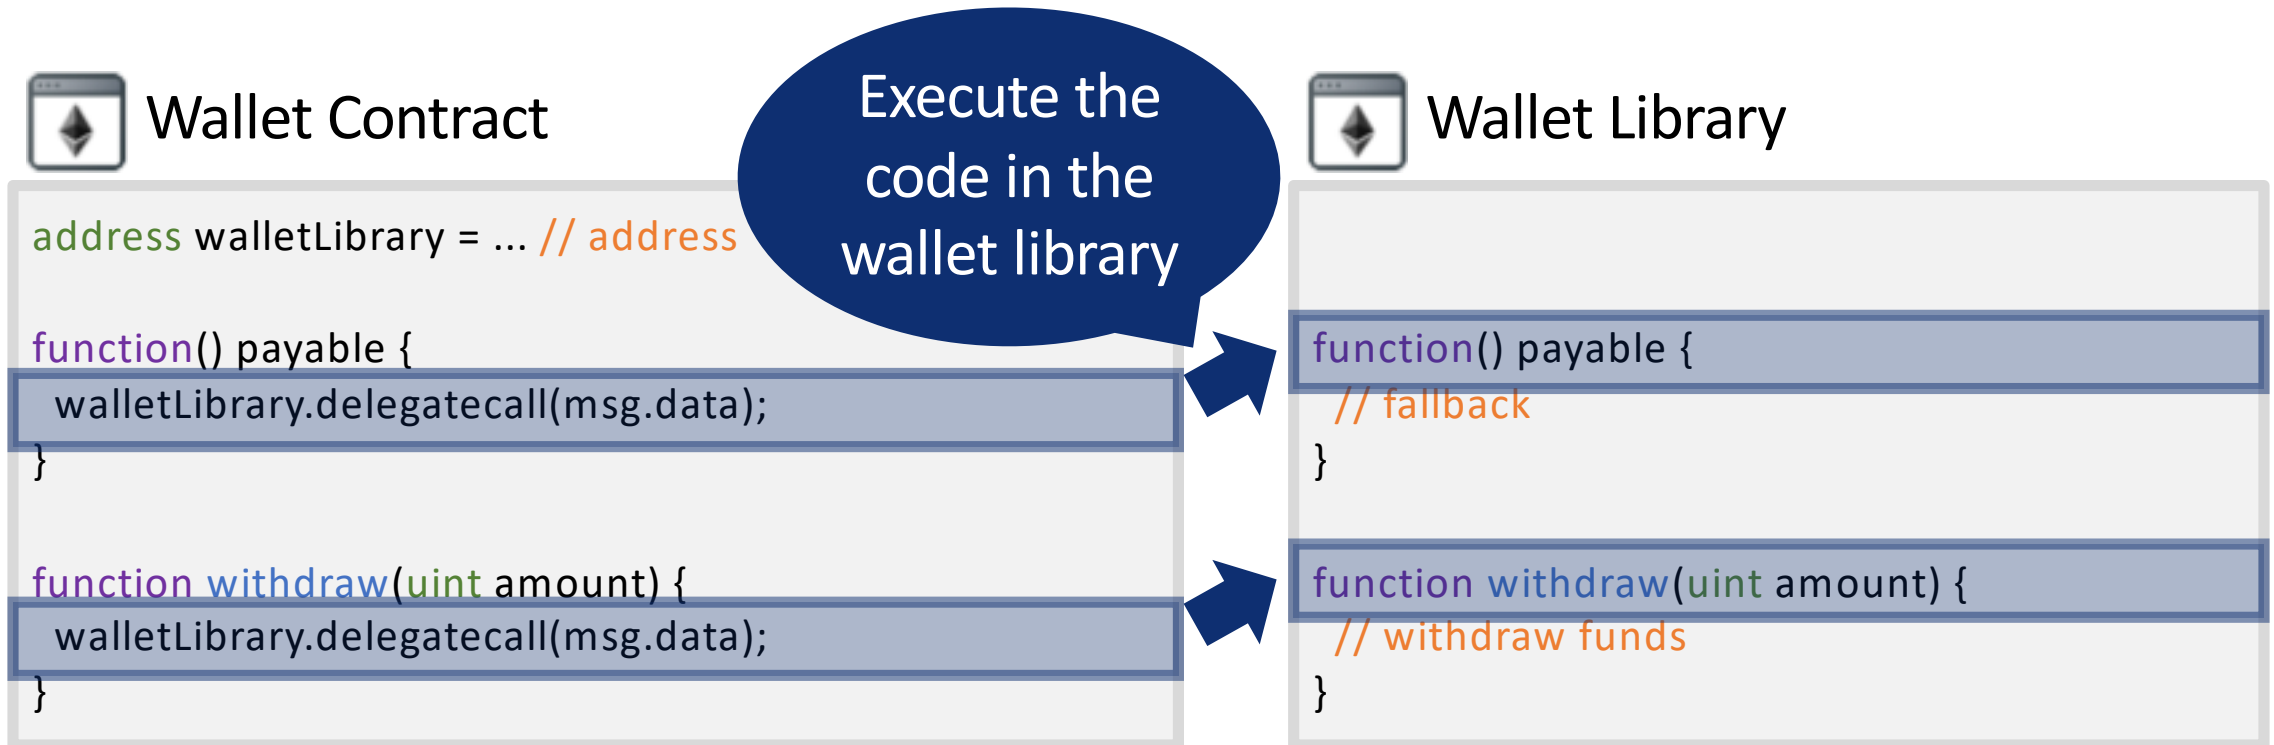 Wallet Contract
address walletLibrary = ... // address
function() payable {
walletLibrary.delegatecall(msg.data);
}
function withdraw(uint amount) {
walletLibrary.delegatecall(msg.data);
}
Execute the
code in the
wallet library
Wallet Library
function() payable {
// fallback
}
function withdraw(uint amount) {
// withdraw funds
}